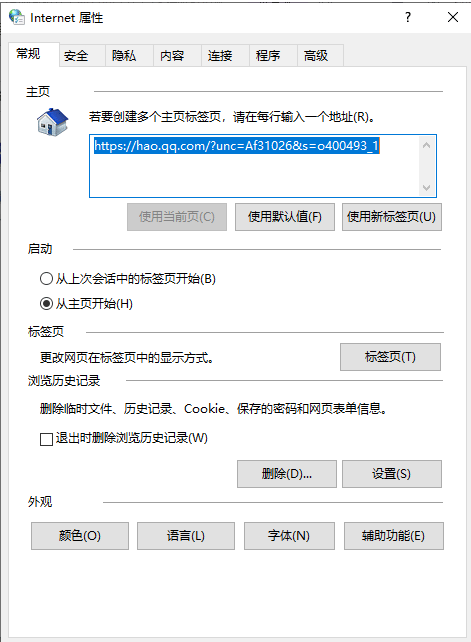 Internet 属性
常规 安全 隐私 内容 连接 程序 高级
主页
若要创建多个主页标签页，请在每行输入一个地址(R)。
https://hao.qq.com/?unc=Af31026&s=o400493_1
使用当前页(C) 使用默认值(F) 使用新标签页(U)
启动
从上次会话中的标签页开始(B)
从主页开始(H)
标签页
更改网页在标签页中的显示方式。 标签页(T)
浏览历史记录
删除临时文件、历史记录、Cookie、保存的密码和网页表单信息。
退出时删除浏览历史记录(W)
删除(D)... 设置(S)
外观
颜色(O) 语言(L) 字体(N) 辅助功能(E)